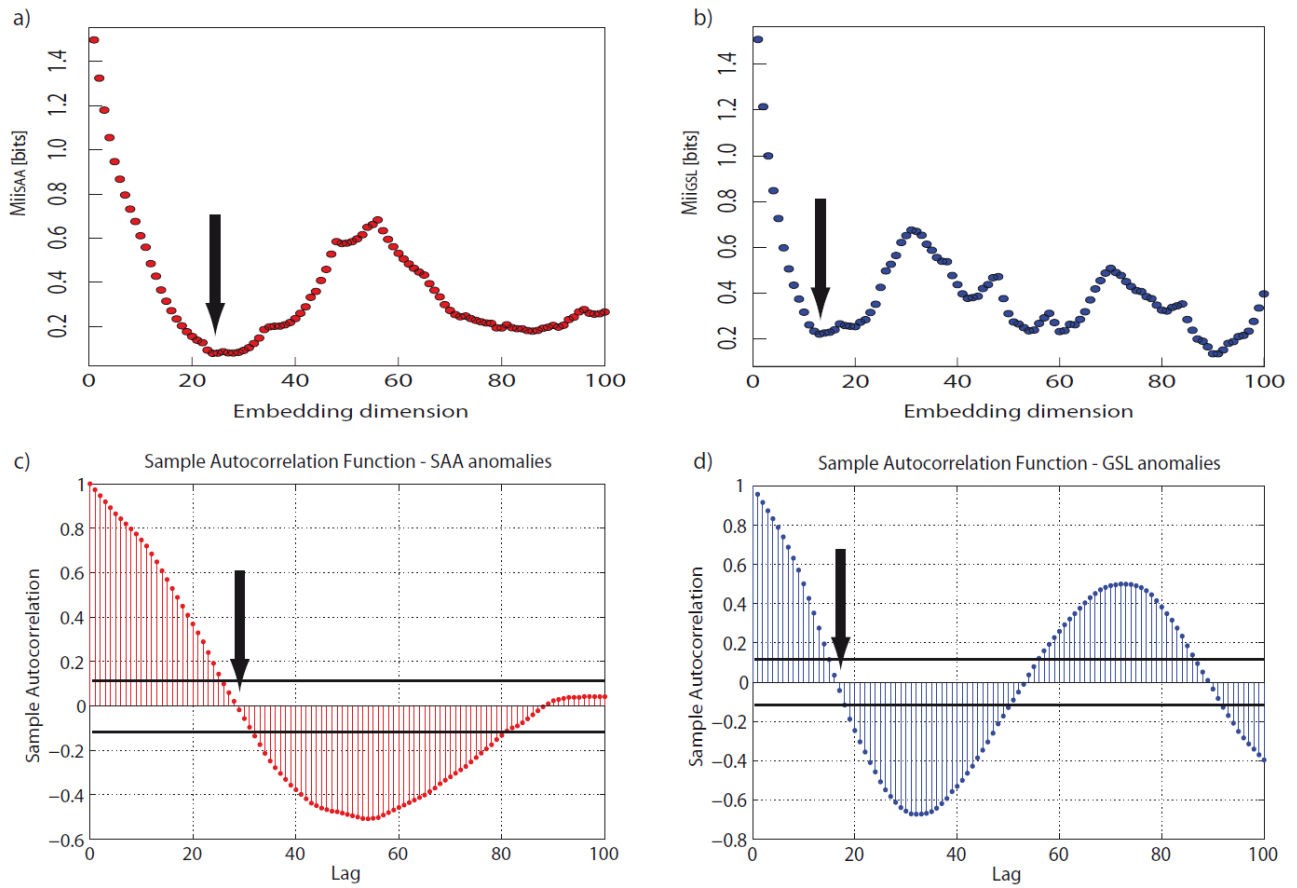 a)
MiiSAA [bits]
1.4
1.2
1.0
0.8
0.6
0.4
0.2
0 20 40 60 80 100
Embedding dimension
b)
MiiGSL [bits]
1.4
1.2
1.0
0.8
0.6
0.4
0.2
0 20 40 60 80 100
Embedding dimension
c)
Sample Autocorrelation Function - SAA anomalies
Sample Autocorrelation
1
0.8
0.6
0.4
0.2
0
−0.2
−0.4
−0.6
0 20 40 60 80 100
Lag
d)
Sample Autocorrelation Function - GSL anomalies
Sample Autocorrelation
1
0.8
0.6
0.4
0.2
0
−0.2
−0.4
−0.6
−0.8
0 20 40 60 80 100
Lag